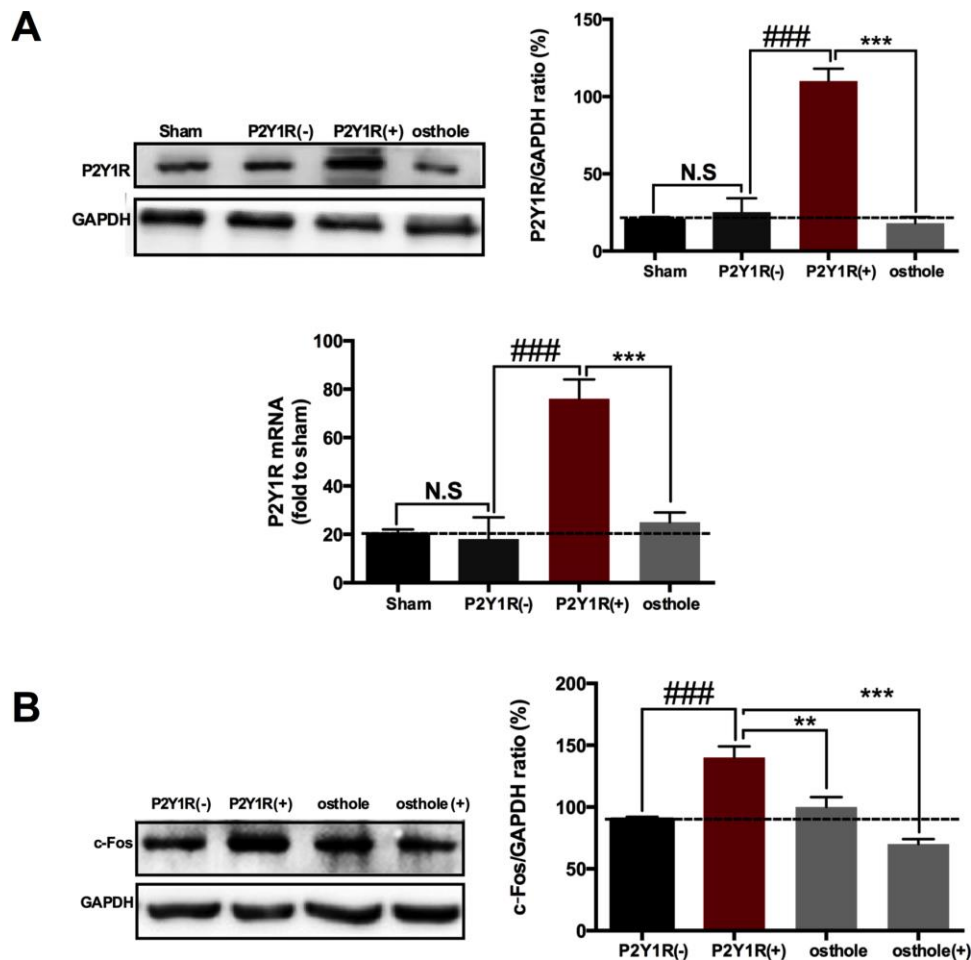 A
Sham P2Y1R(-) P2Y1R(+) osthole
P2Y1R
GAPDH
P2Y1R/GAPDH ratio (%)
150
100
50
0
N.S
###
***
Sham P2Y1R(-) P2Y1R(+) osthole
P2Y1R mRNA
(fold to sham)
100
80
60
40
20
0
N.S
###
***
Sham P2Y1R(-) P2Y1R(+) osthole
B
P2Y1R(-) P2Y1R(+) osthole osthole (+)
c-Fos
GAPDH
c-Fos/GAPDH ratio (%)
200
150
100
50
0
###
**
***
P2Y1R(-) P2Y1R(+) osthole osthole(+)